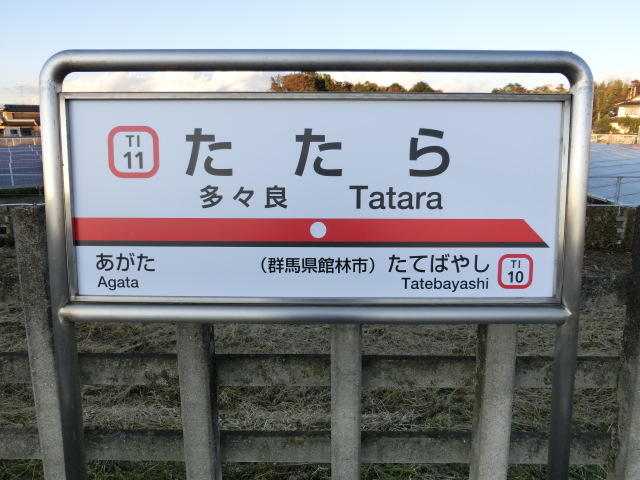 TI
11
たたら
多々良 Tatara
あがた (群馬県館林市) たてばやし TI
Agata Tatebayashi 10